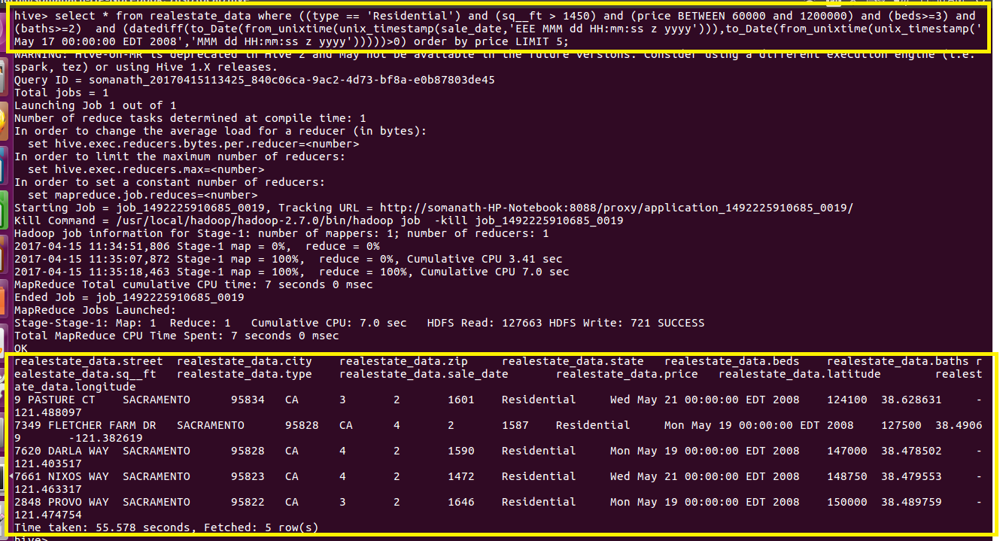 hive> select * from realestate_data where ((type == 'Residential') and (sq__ft > 1450) and (price BETWEEN 60000 and 1200000) and (beds>=3) and
(baths>=2)  and (datediff(to_Date(from_unixtime(unix_timestamp(sale_date,'EEE MMM dd HH:mm:ss z yyyy'))),to_Date(from_unixtime(unix_timestamp('
May 17 00:00:00 EDT 2008','MMM dd HH:mm:ss z yyyy')))))>0) order by price LIMIT 5;
WARNING: Hive-on-MR is deprecated in Hive 2 and may not be available in the future versions. Consider using a different execution engine (i.e.
spark, tez) or using Hive 1.X releases.
Query ID = somanath_20170415113425_840c06ca-9ac2-4d73-bf8a-e0b87803de45
Total jobs = 1
Launching Job 1 out of 1
Number of reduce tasks determined at compile time: 1
In order to change the average load for a reducer (in bytes):
  set hive.exec.reducers.bytes.per.reducer=<number>
In order to limit the maximum number of reducers:
  set hive.exec.reducers.max=<number>
In order to set a constant number of reducers:
  set mapreduce.job.reduces=<number>
Starting Job = job_1492225910685_0019, Tracking URL = http://somanath-HP-Notebook:8088/proxy/application_1492225910685_0019/
Kill Command = /usr/local/hadoop/hadoop-2.7.0/bin/hadoop job  -kill job_1492225910685_0019
Hadoop job information for Stage-1: number of mappers: 1; number of reducers: 1
2017-04-15 11:34:51,806 Stage-1 map = 0%,  reduce = 0%
2017-04-15 11:35:07,872 Stage-1 map = 100%,  reduce = 0%, Cumulative CPU 3.41 sec
2017-04-15 11:35:18,463 Stage-1 map = 100%,  reduce = 100%, Cumulative CPU 7.0 sec
MapReduce Total cumulative CPU time: 7 seconds 0 msec
Ended Job = job_1492225910685_0019
MapReduce Jobs Launched:
Stage-Stage-1: Map: 1  Reduce: 1   Cumulative CPU: 7.0 sec   HDFS Read: 127663 HDFS Write: 721 SUCCESS
Total MapReduce CPU Time Spent: 7 seconds 0 msec
OK
realestate_data.street  realestate_data.city    realestate_data.zip     realestate_data.state   realestate_data.beds    realestate_data.baths r
ealestate_data.sq__ft   realestate_data.type    realestate_data.sale_date       realestate_data.price   realestate_data.latitude        realest
ate_data.longitude
9 PASTURE CT    SACRAMENTO      95834   CA      3       2       1601    Residential     Wed May 21 00:00:00 EDT 2008    124100  38.628631     -
121.488097
7349 FLETCHER FARM DR   SACRAMENTO      95828   CA      4       2       1587    Residential     Mon May 19 00:00:00 EDT 2008    127500  38.4906
9       -121.382619
7620 DARLA WAY  SACRAMENTO      95828   CA      4       2       1590    Residential     Mon May 19 00:00:00 EDT 2008    147000  38.478502     -
121.403517
7661 NIXOS WAY  SACRAMENTO      95823   CA      4       2       1472    Residential     Wed May 21 00:00:00 EDT 2008    148750  38.479553     -
121.463317
2848 PROVO WAY  SACRAMENTO      95822   CA      3       2       1646    Residential     Mon May 19 00:00:00 EDT 2008    150000  38.489759     -
121.474754
Time taken: 55.578 seconds, Fetched: 5 row(s)
hive>